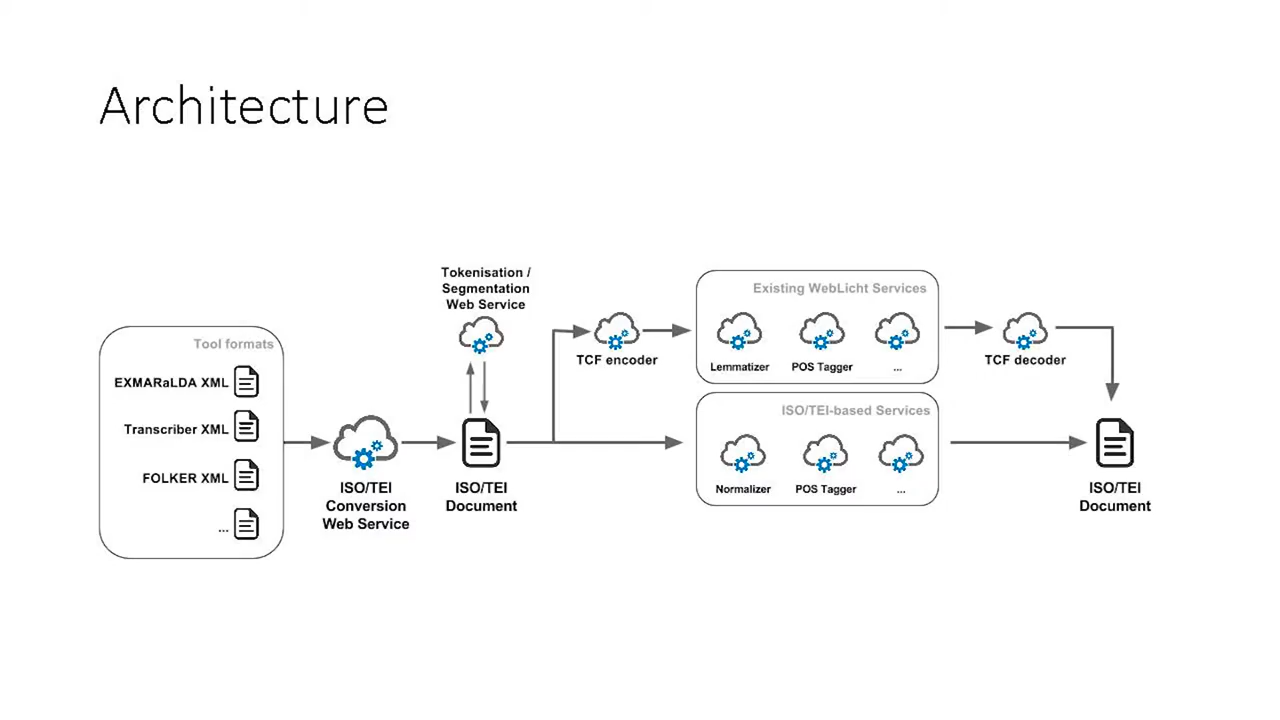 Architecture
Tool formats
EXMARaLDA XML
Transcriber XML
FOLKER XML
...
ISO/TEI
Conversion
Web Service
Tokenisation /
Segmentation
Web Service
ISO/TEI
Document
TCF encoder
Existing WebLicht Services
Lemmatizer
POS Tagger
...
ISO/TEI-based Services
Normalizer
POS Tagger
...
TCF decoder
ISO/TEI
Document